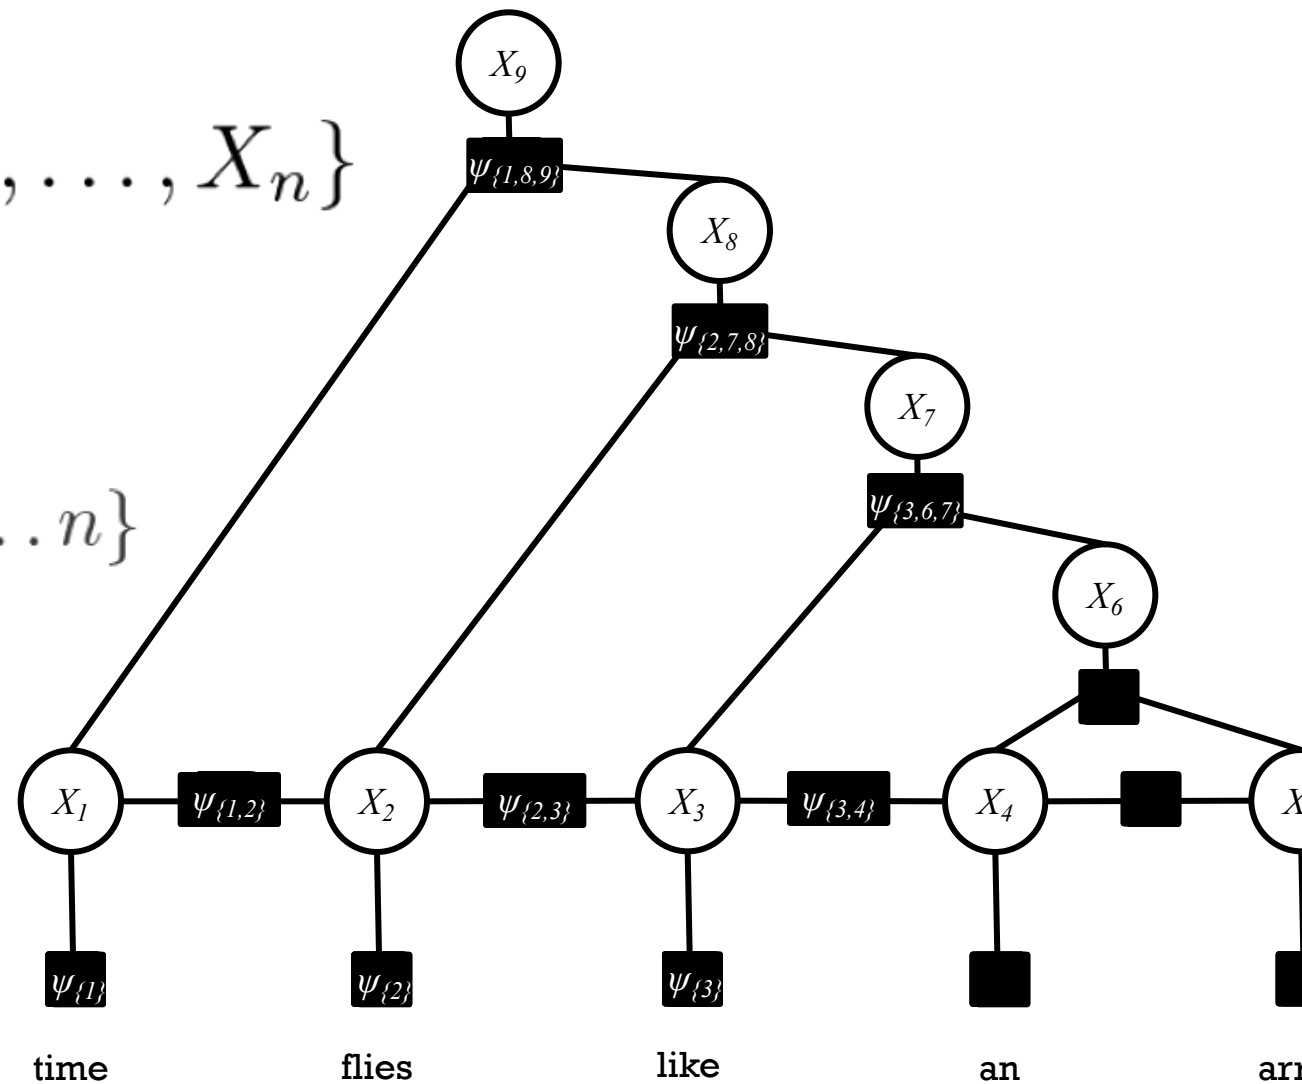 X₉
, . . . , Xₙ}
ψ{1,8,9}
X₈
ψ{2,7,8}
X₇
ψ{3,6,7}
. . n}
X₆
X₁ ψ{1,2} X₂ ψ{2,3} X₃ ψ{3,4} X₄ X
ψ{1} ψ{2} ψ{3}
time flies like an